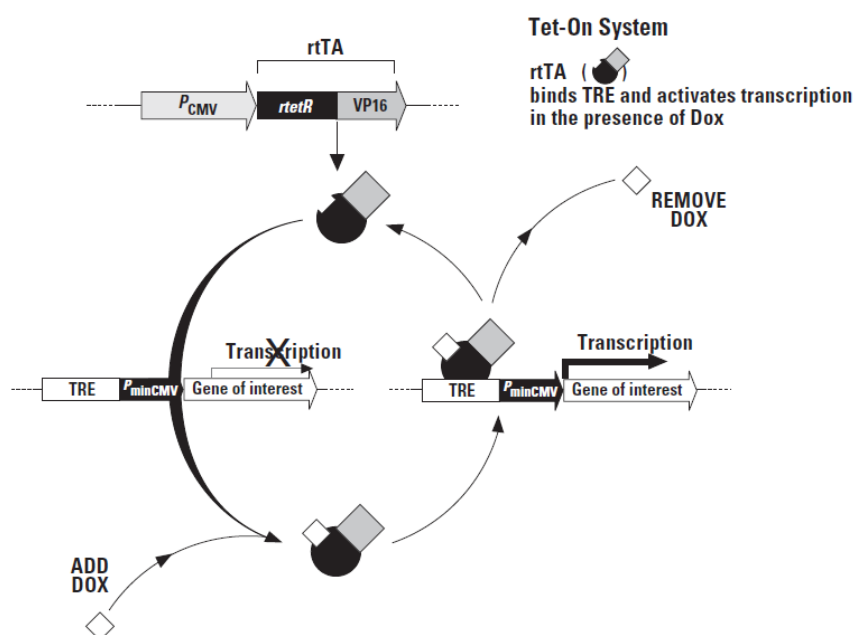 Tet-On System
rtTA ( )
binds TRE and activates transcription
in the presence of Dox
rtTA
PCMV
rtetR
VP16
REMOVE
DOX
Transcription
X
TRE
PminCMV
Gene of interest
Transcription
TRE
PminCMV
Gene of interest
ADD
DOX